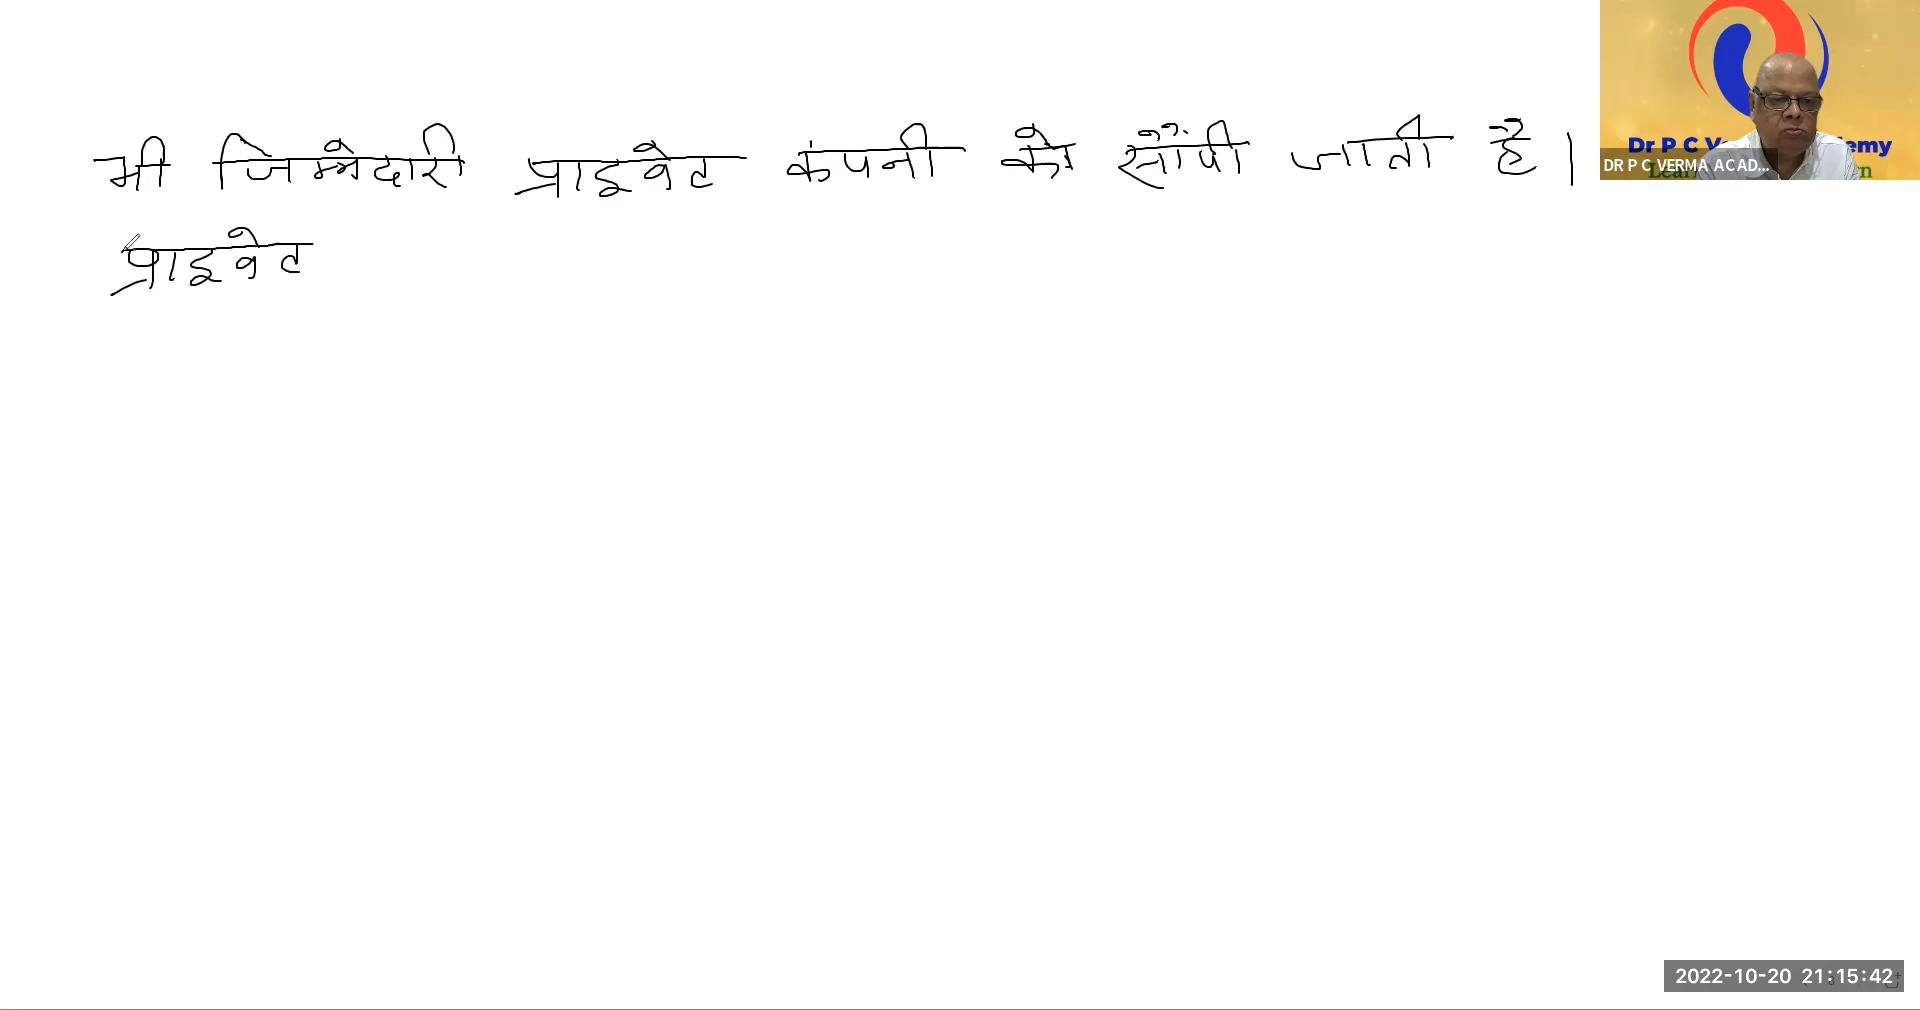 भी जिम्मेदारी प्राइवेट कंपनी को सौंपी जाती है।
प्राइवेट
DR P C VERMA ACAD...
2022-10-20 21:15:42